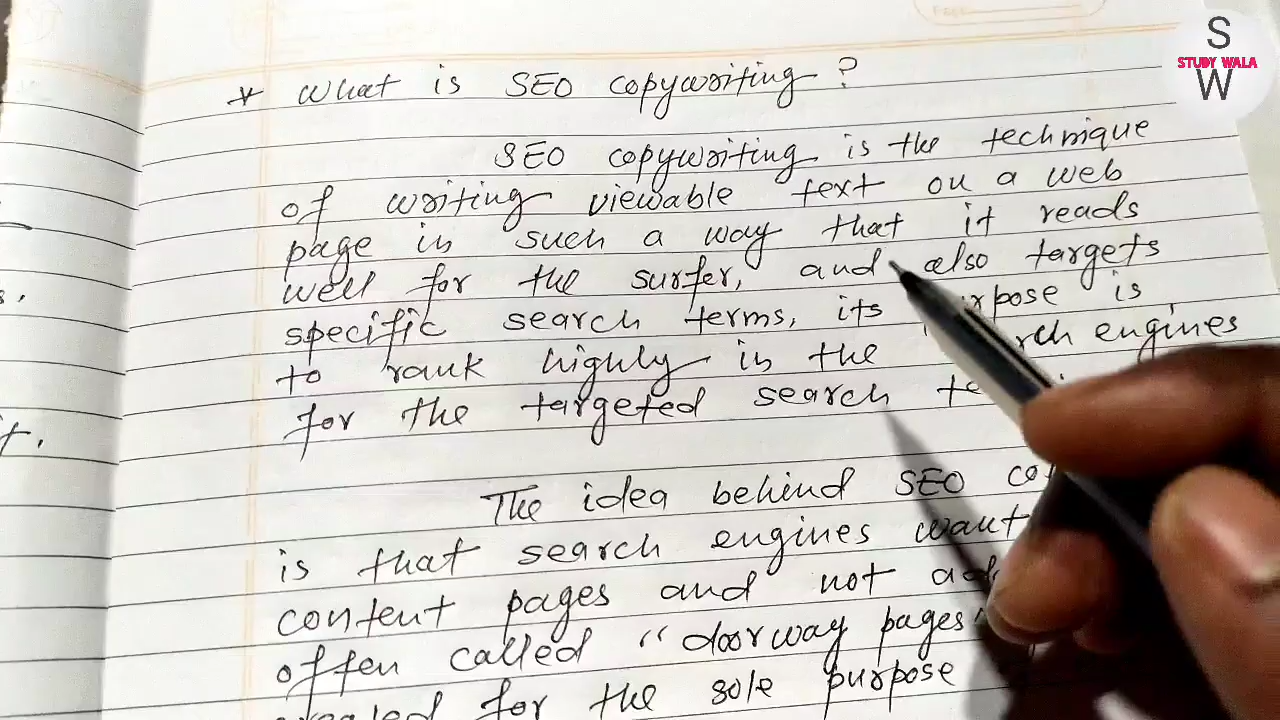 * What is SEO copywriting ?
SEO copywriting is the technique
of writing viewable text on a web
page in such a way that it reads
well for the surfer, and also targets
specific search terms, its purpose is
to rank highly in the search engines
for the targeted search
The idea behind SEO
is that search engines want
content pages and not
often called "doorway pages"
for the sole purpose
S
STUDY WALA
W